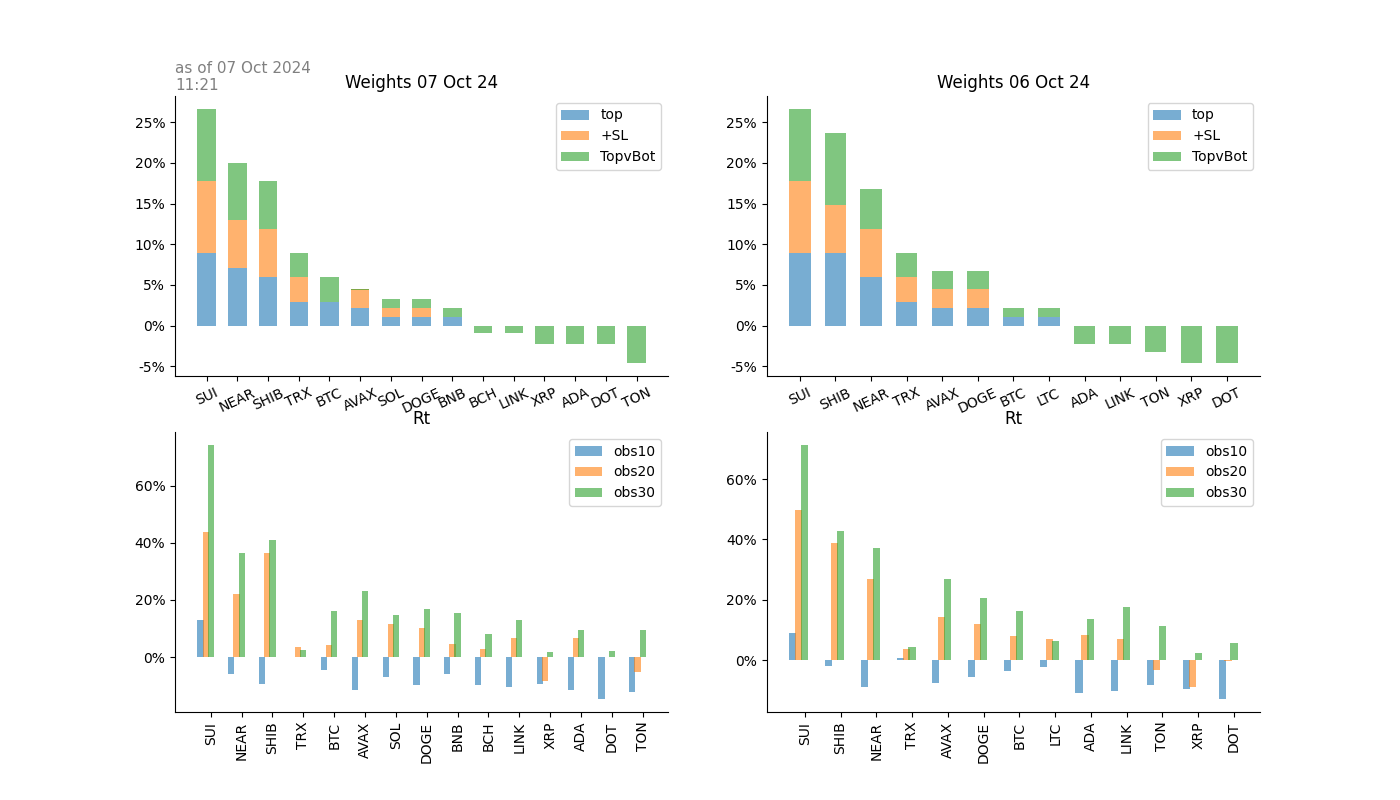 as of 07 Oct 2024
11:21
Weights 07 Oct 24
25%
20%
15%
10%
5%
0%
-5%
top
+SL
TopvBot
SUI NEAR SHIB TRX BTC AVAX SOL DOGE BNB BCH LINK XRP ADA DOT TON
Weights 06 Oct 24
25%
20%
15%
10%
5%
0%
-5%
top
+SL
TopvBot
SUI SHIB NEAR TRX AVAX DOGE BTC LTC ADA LINK TON XRP DOT
Rt
60%
40%
20%
0%
obs10
obs20
obs30
SUI NEAR SHIB TRX BTC AVAX SOL DOGE BNB BCH LINK XRP ADA DOT TON
Rt
60%
40%
20%
0%
obs10
obs20
obs30
SUI SHIB NEAR TRX AVAX DOGE BTC LTC ADA LINK TON XRP DOT